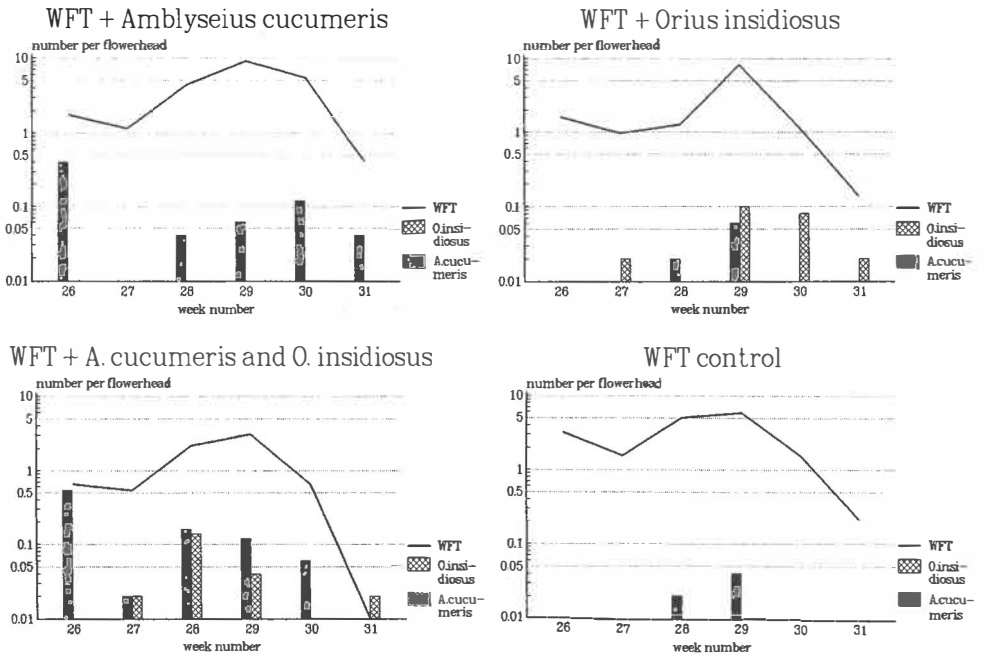 WFT + Amblyseius cucumeris
number per flowerhead
10
5
1
0.5
0.1
0.05
0.01
26 27 28 29 30 31
week number
WFT
O.insi-
diosus
A.cucu-
meris
WFT + Orius insidiosus
number per flowerhead
10
5
1
0.5
0.1
0.05
0.01
26 27 28 29 30 31
week number
WFT
O.insi-
diosus
A.cucu-
meris
WFT + A. cucumeris and O. insidiosus
number per flowerhead
10
5
1
0.5
0.1
0.05
0.01
26 27 28 29 30 31
week number
WFT
O.insi-
diosus
A.cucu-
meris
WFT control
number per flowerhead
10
5
1
0.5
0.1
0.05
0.01
26 27 28 29 30 31
week number
WFT
O.insi-
diosus
A.cucu-
meris